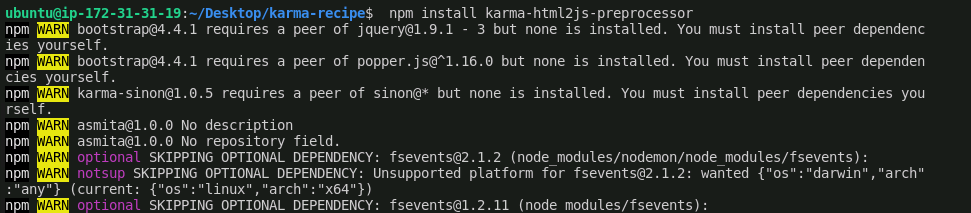 ubuntu@ip-172-31-31-19:~/Desktop/karma-recipe$ npm install karma-html2js-preprocessor
npm WARN bootstrap@4.4.1 requires a peer of jquery@1.9.1 - 3 but none is installed. You must install peer dependenc
ies yourself.
npm WARN bootstrap@4.4.1 requires a peer of popper.js@^1.16.0 but none is installed. You must install peer dependen
cies yourself.
npm WARN karma-sinon@1.0.5 requires a peer of sinon@* but none is installed. You must install peer dependencies you
rself.
npm WARN asmita@1.0.0 No description
npm WARN asmita@1.0.0 No repository field.
npm WARN optional SKIPPING OPTIONAL DEPENDENCY: fsevents@2.1.2 (node_modules/nodemon/node_modules/fsevents):
npm WARN notsup SKIPPING OPTIONAL DEPENDENCY: Unsupported platform for fsevents@2.1.2: wanted {"os":"darwin","arch"
:"any"} (current: {"os":"linux","arch":"x64"})
npm WARN optional SKIPPING OPTIONAL DEPENDENCY: fsevents@1.2.11 (node_modules/fsevents):